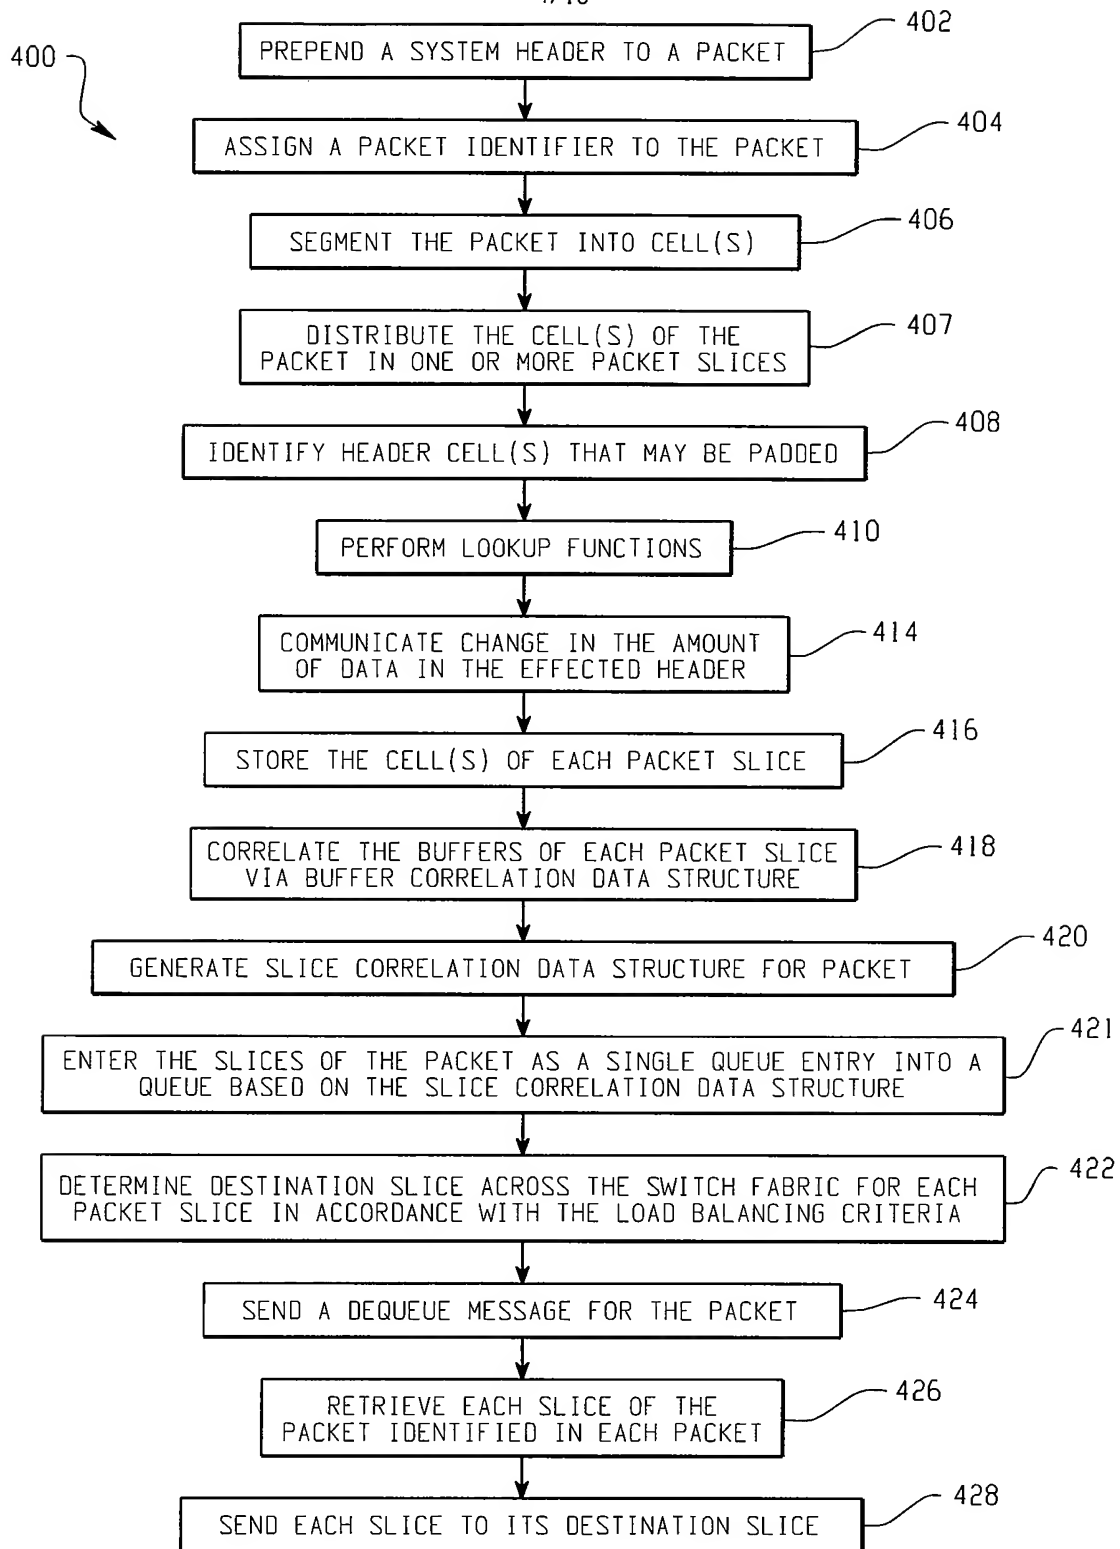 402
PREPEND A SYSTEM HEADER TO A PACKET
400
404
ASSIGN A PACKET IDENTIFIER TO THE PACKET
406
SEGMENT THE PACKET INTO CELL(S)
407
DISTRIBUTE THE CELL(S) OF THE
PACKET IN ONE OR MORE PACKET SLICES
408
IDENTIFY HEADER CELL(S) THAT MAY BE PADDED
410
PERFORM LOOKUP FUNCTIONS
414
COMMUNICATE CHANGE IN THE AMOUNT
OF DATA IN THE EFFECTED HEADER
416
STORE THE CELL(S) OF EACH PACKET SLICE
418
CORRELATE THE BUFFERS OF EACH PACKET SLICE
VIA BUFFER CORRELATION DATA STRUCTURE
420
GENERATE SLICE CORRELATION DATA STRUCTURE FOR PACKET
421
ENTER THE SLICES OF THE PACKET AS A SINGLE QUEUE ENTRY INTO A
QUEUE BASED ON THE SLICE CORRELATION DATA STRUCTURE
422
DETERMINE DESTINATION SLICE ACROSS THE SWITCH FABRIC FOR EACH
PACKET SLICE IN ACCORDANCE WITH THE LOAD BALANCING CRITERIA
424
SEND A DEQUEUE MESSAGE FOR THE PACKET
426
RETRIEVE EACH SLICE OF THE
PACKET IDENTIFIED IN EACH PACKET
428
SEND EACH SLICE TO ITS DESTINATION SLICE